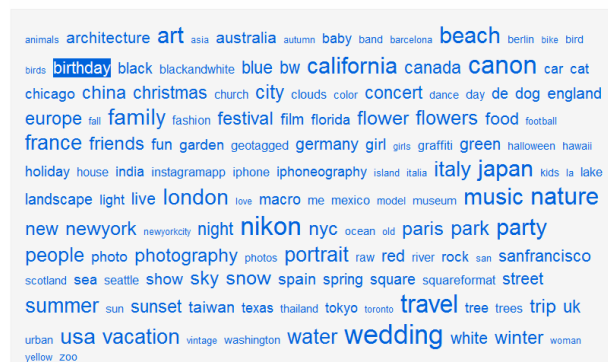 animals architecture art asia australia autumn baby band barcelona beach berlin bike bird
birds birthday black blackandwhite blue bw california canada canon car cat
chicago china christmas church city clouds color concert dance day de dog england
europe fall family fashion festival film florida flower flowers food football
france friends fun garden geotagged germany girl girls graffiti green halloween hawaii
holiday house india instagramapp iphone iphoneography island italia italy japan kids la lake
landscape light live london love macro me mexico model museum music nature
new newyork newyorkcity night nikon nyc ocean old paris park party
people photo photography photos portrait raw red river rock san sanfrancisco
scotland sea seattle show sky snow spain spring square squareformat street
summer sun sunset taiwan texas thailand tokyo toronto travel tree trees trip uk
urban usa vacation vintage washington water wedding white winter woman
yellow zoo